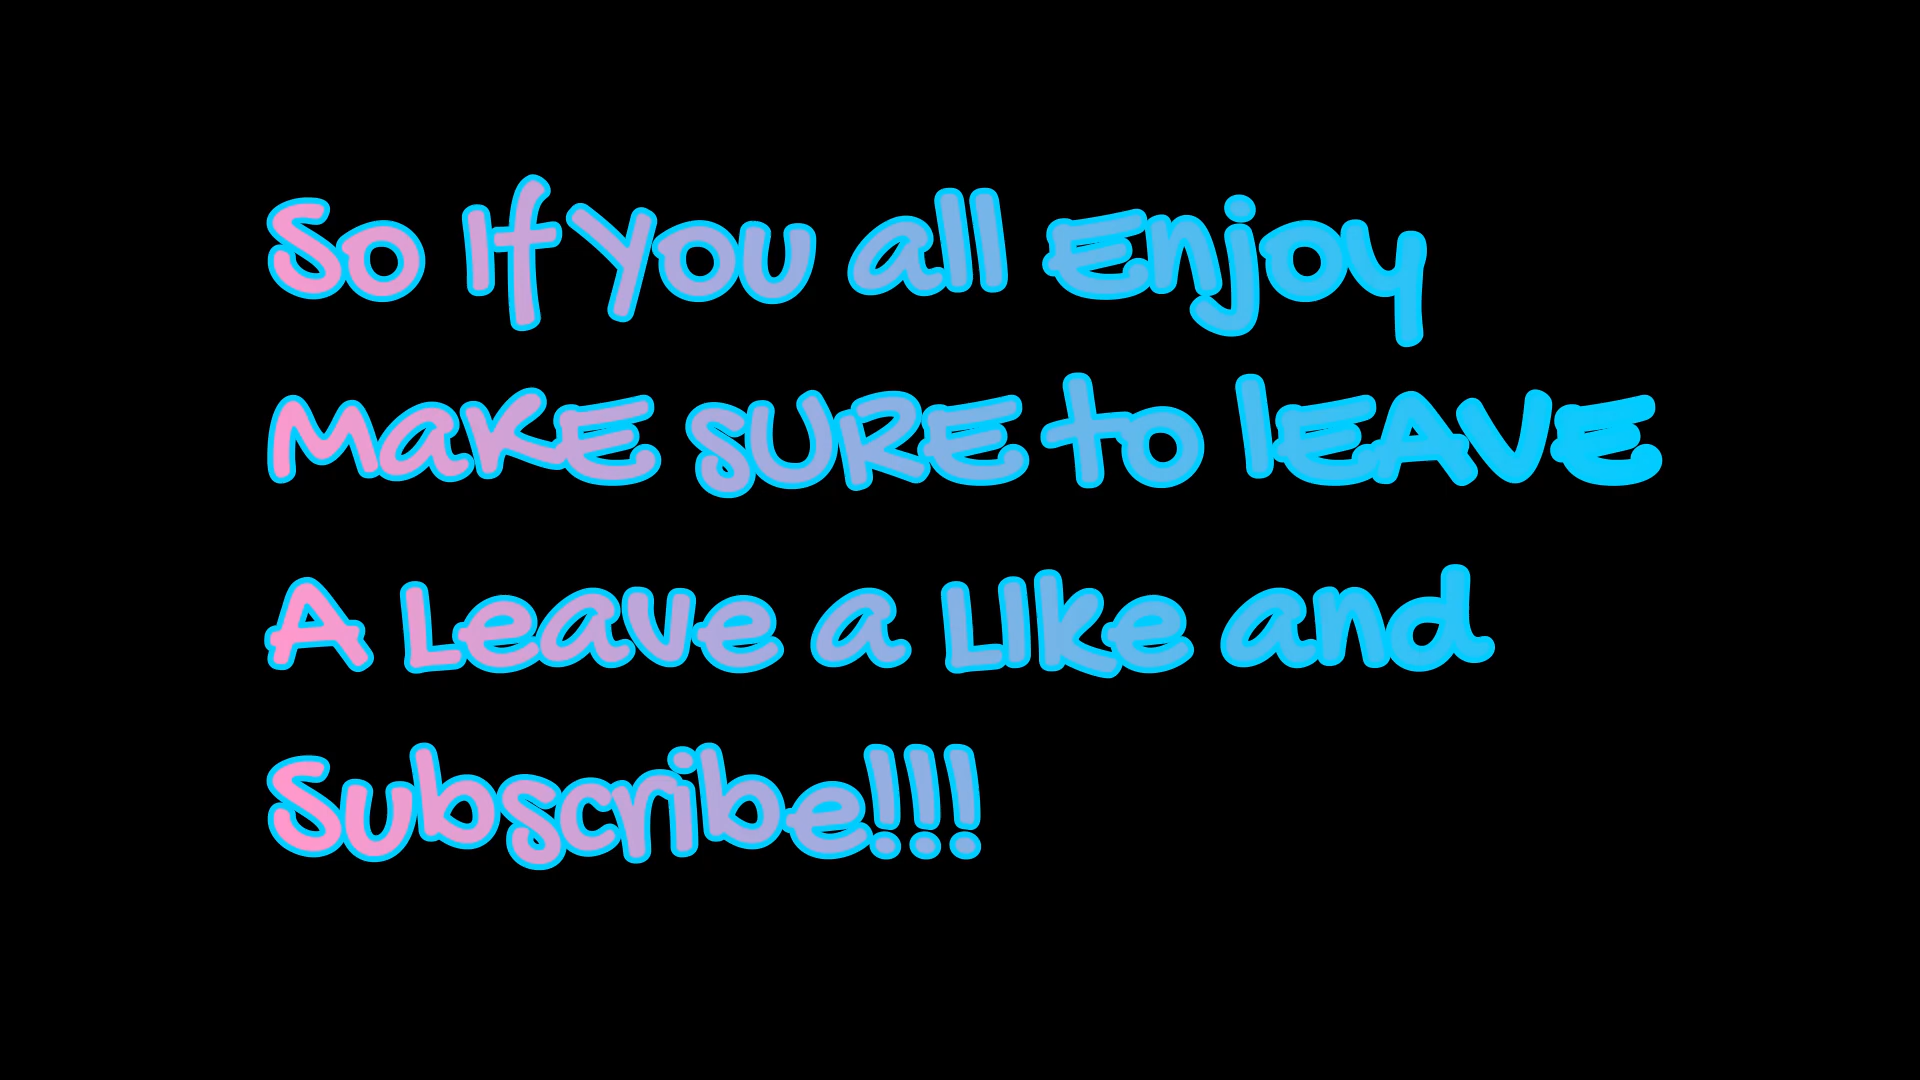 So If You all Enjoy
MaKE SURE to lEAVE
A Leave a LIke and
Subscribe!!!